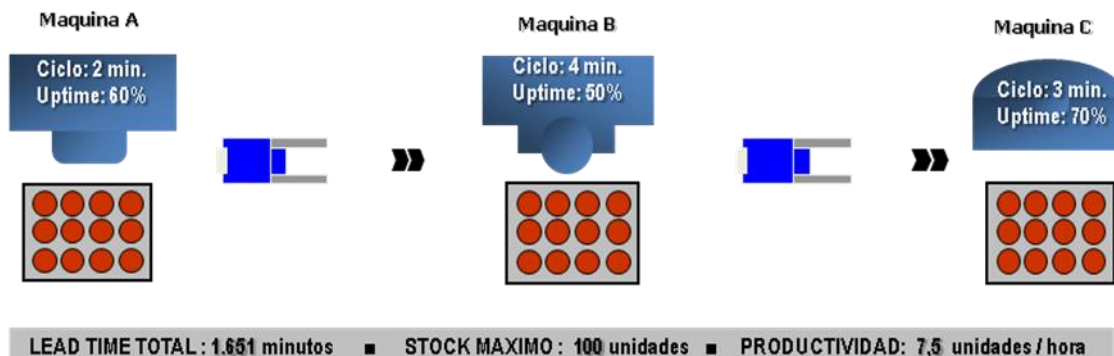 Maquina A
Maquina B
Maquina C
Ciclo: 2 min.
Uptime: 60%
Ciclo: 4 min.
Uptime: 50%
Ciclo: 3 min.
Uptime: 70%
LEAD TIME TOTAL : 1.651 minutos ■ STOCK MAXIMO : 100 unidades ■ PRODUCTIVIDAD: 7,5 unidades / hora